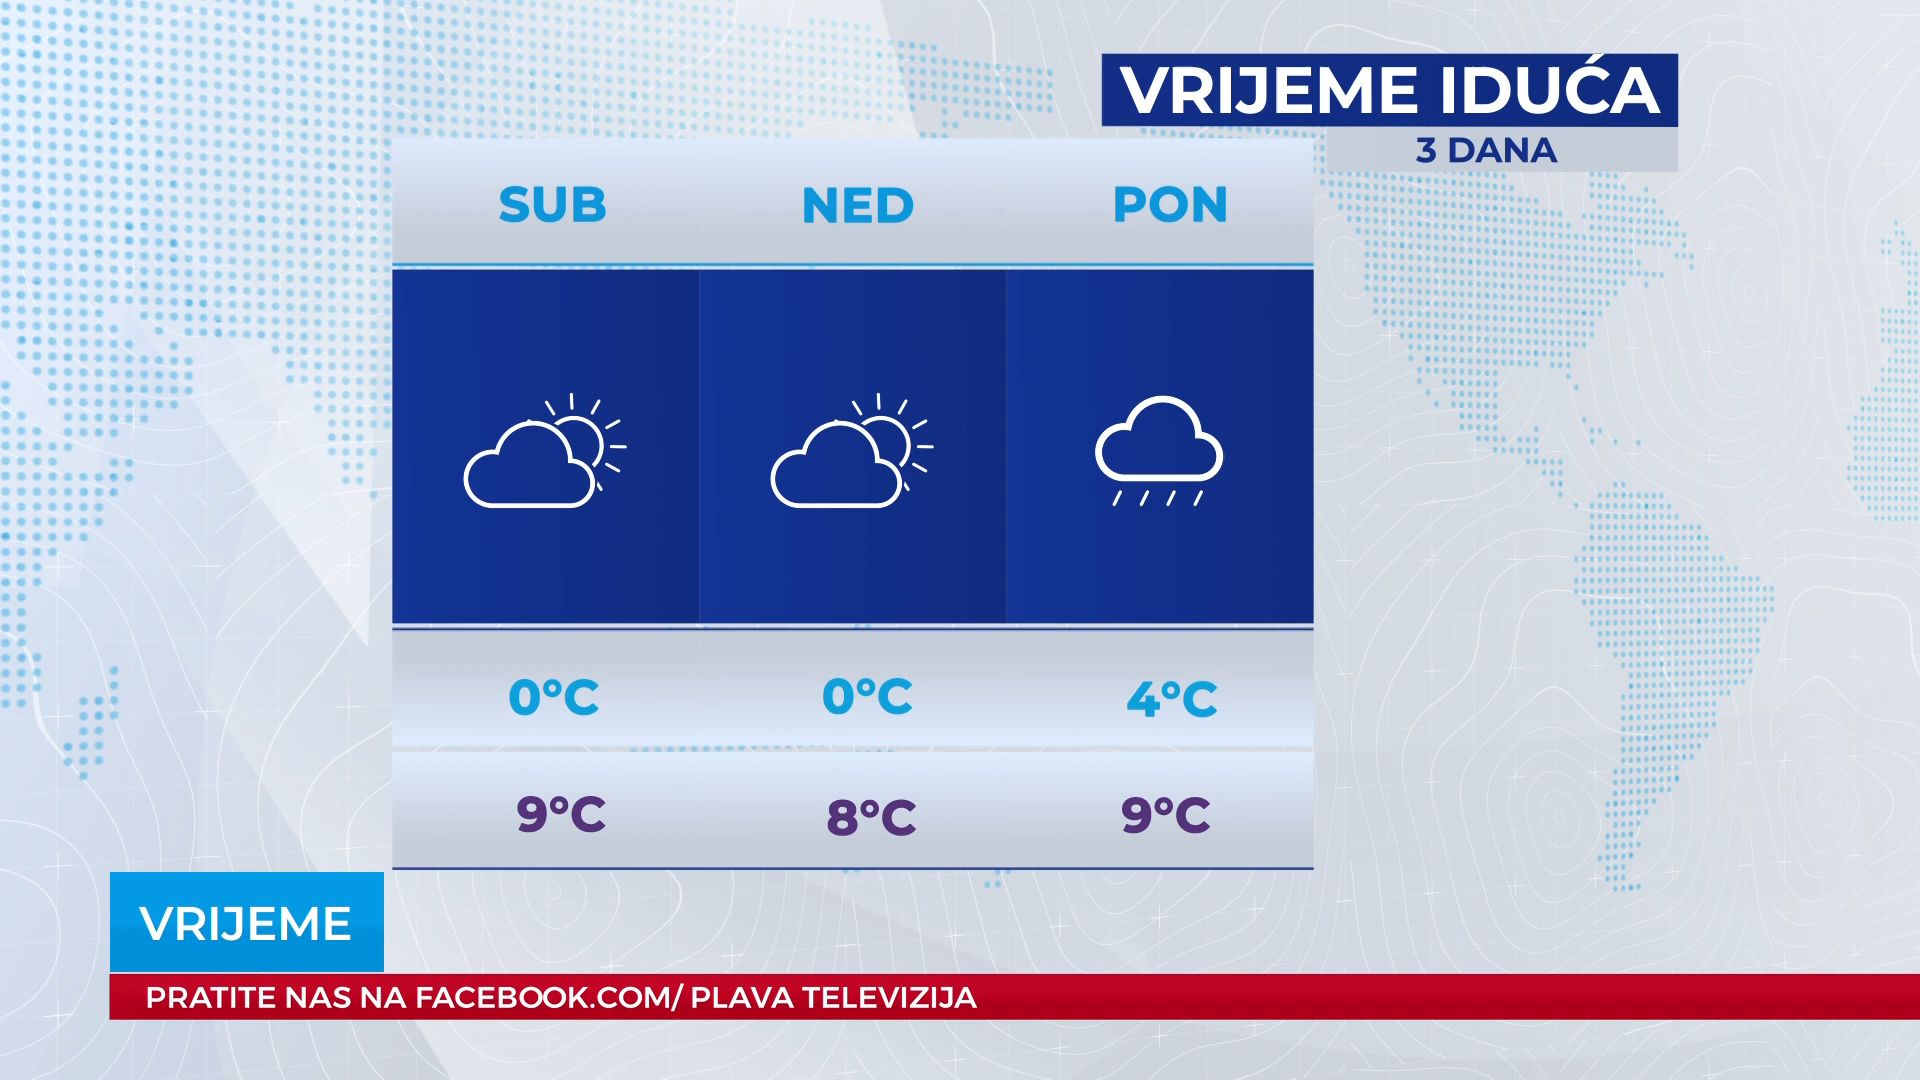 VRIJEME IDUĆA
3 DANA
SUB NED PON
0°C 0°C 4°C
9°C 8°C 9°C
VRIJEME
PRATITE NAS NA FACEBOOK.COM/ PLAVA TELEVIZIJA